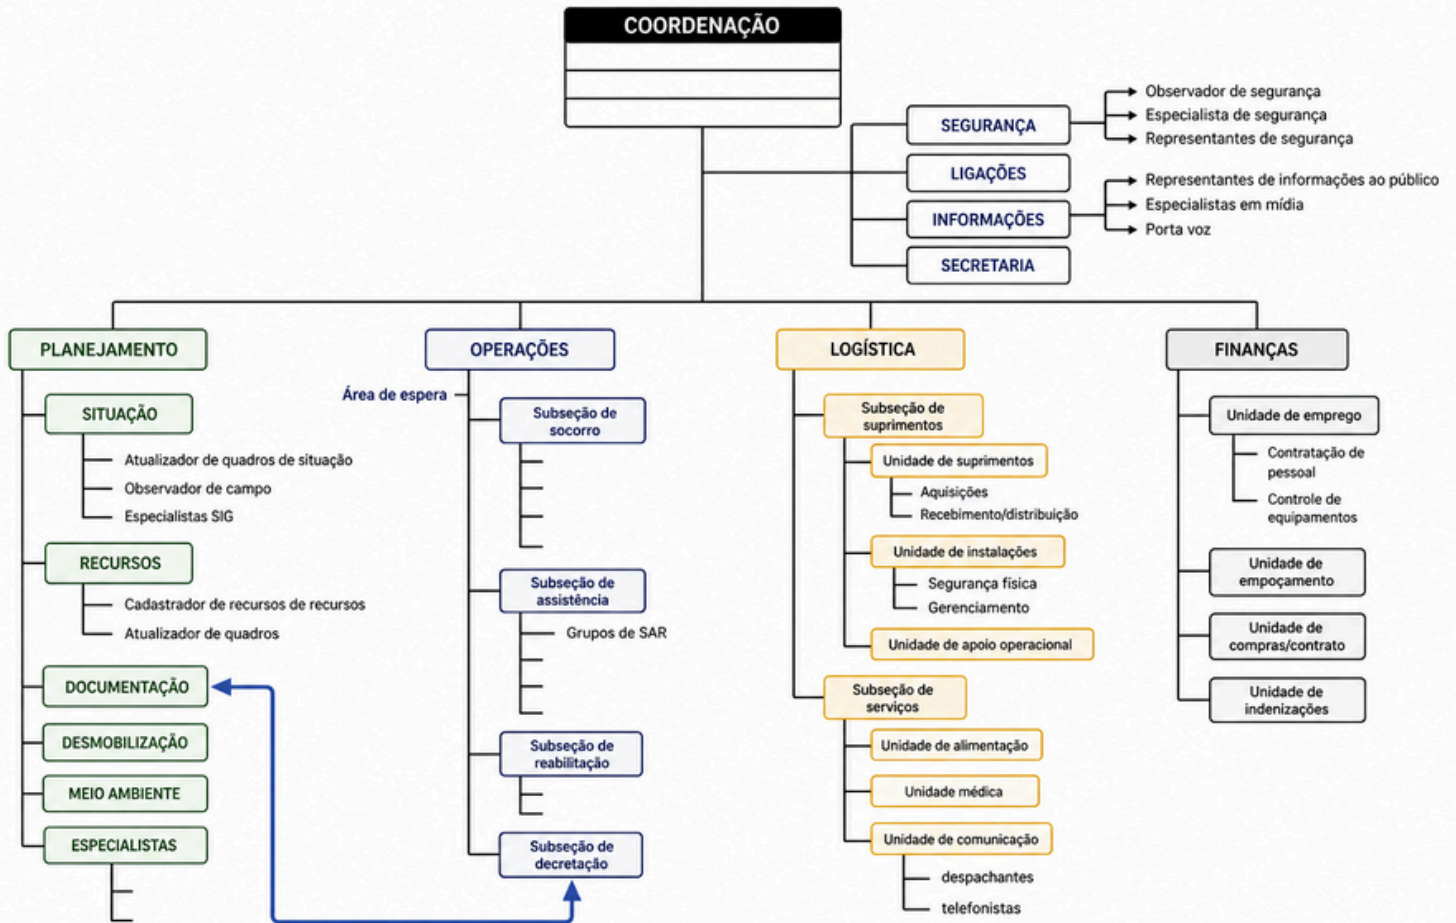 COORDENAÇÃO
SEGURANÇA
Observador de segurança
Especialista de segurança
Representantes de segurança
LIGAÇÕES
INFORMAÇÕES
Representantes de informações ao público
Especialistas em mídia
Porta voz
SECRETARIA
PLANEJAMENTO
SITUAÇÃO
Atualizador de quadros de situação
Observador de campo
Especialistas SIG
RECURSOS
Cadastrador de recursos de recursos
Atualizador de quadros
DOCUMENTAÇÃO
DESMOBILIZAÇÃO
MEIO AMBIENTE
ESPECIALISTAS
OPERAÇÕES
Área de espera
Subseção de
socorro
Subseção de
assistência
Grupos de SAR
Subseção de
reabilitação
Subseção de
decretação
LOGÍSTICA
Subseção de
suprimentos
Unidade de suprimentos
Aquisições
Recebimento/distribuição
Unidade de instalações
Segurança física
Gerenciamento
Unidade de apoio operacional
Subseção de
serviços
Unidade de alimentação
Unidade médica
Unidade de comunicação
despachantes
telefonistas
FINANÇAS
Unidade de emprego
Contratação de
pessoal
Controle de
equipamentos
Unidade de
empoçamento
Unidade de
compras/contrato
Unidade de
indenizações